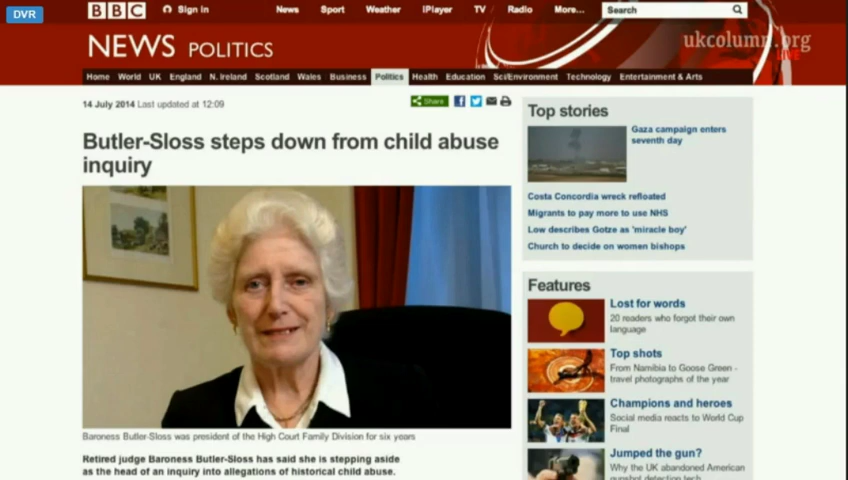 DVR
BBC
Sign in
News Sport Weather iPlayer TV Radio More...
Search
ukcolumn.org
LIVE
NEWS POLITICS
Home World UK England N. Ireland Scotland Wales Business Politics Health Education Sci/Environment Technology Entertainment & Arts
14 July 2014 Last updated at 12:09
Share
Butler-Sloss steps down from child abuse
inquiry
Baroness Butler-Sloss was president of the High Court Family Division for six years
Retired judge Baroness Butler-Sloss has said she is stepping aside
as the head of an inquiry into allegations of historical child abuse.
Top stories
Gaza campaign enters
seventh day
Costa Concordia wreck refloated
Migrants to pay more to use NHS
Low describes Gotze as 'miracle boy'
Church to decide on women bishops
Features
Lost for words
20 readers who forgot their own
language
Top shots
From Namibia to Goose Green -
travel photographs of the year
Champions and heroes
Social media reacts to World Cup
Final
Jumped the gun?
Why the UK abandoned American
gunshot detection tech